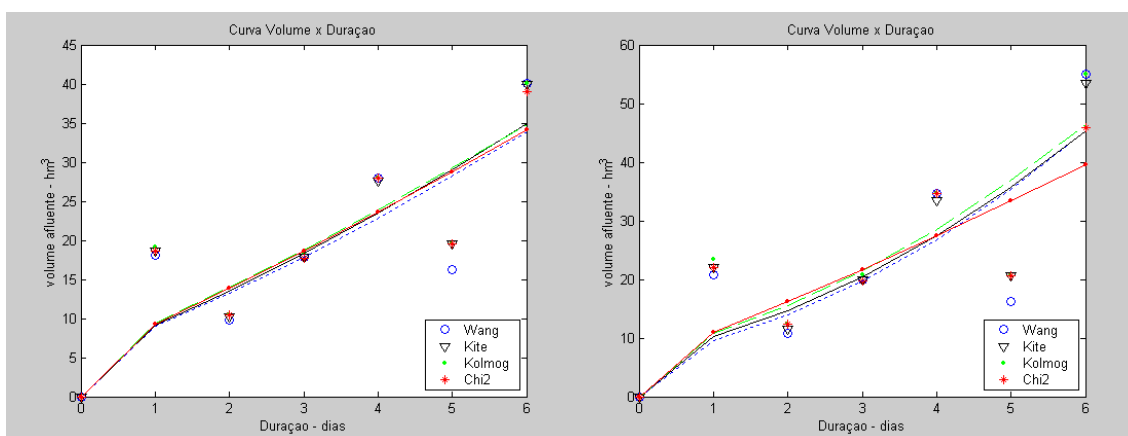 Curva Volume x Duraçao
45
40
35
30
25
20
15
10
5
0
volume afluente - hm³
0 1 2 3 4 5 6
Duraçao - dias
Wang
Kite
Kolmog
Chi2
Curva Volume x Duraçao
60
50
40
30
20
10
0
volume afluente - hm³
0 1 2 3 4 5 6
Duraçao - dias
Wang
Kite
Kolmog
Chi2